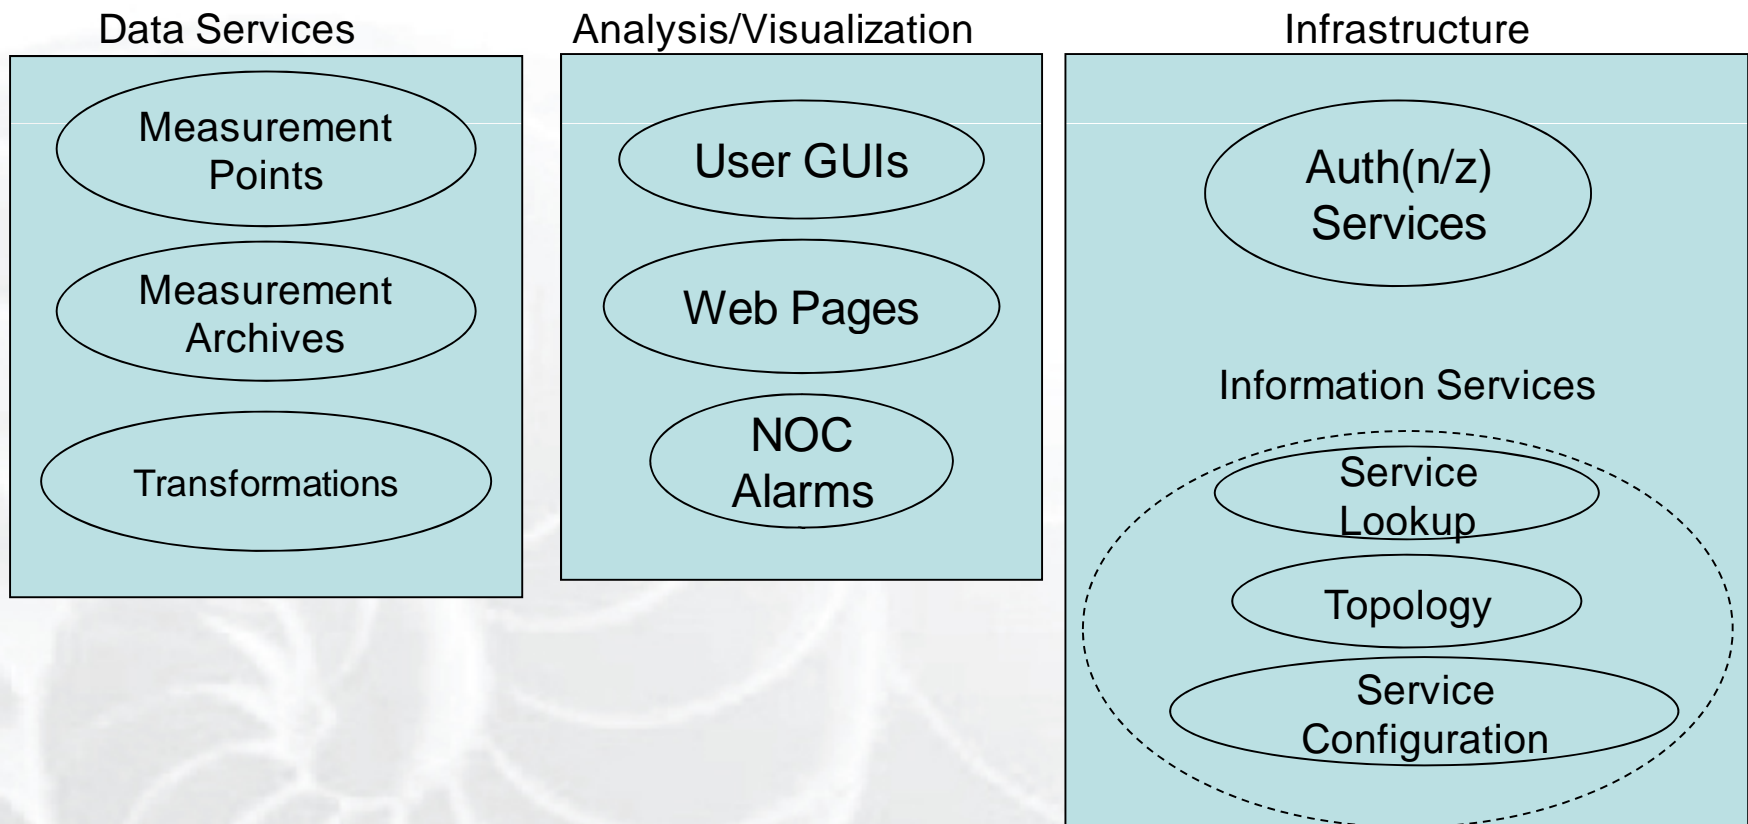 Data Services
Measurement
Points
Measurement
Archives
Transformations
Analysis/Visualization
User GUIs
Web Pages
NOC
Alarms
Infrastructure
Auth(n/z)
Services
Information Services
Service
Lookup
Topology
Service
Configuration